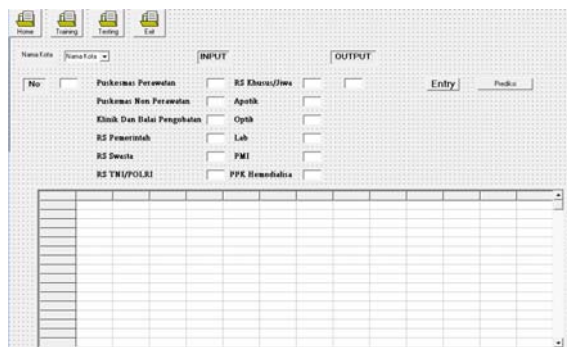 Home Training Testing Exit
Nama Kota Nama Kota INPUT OUTPUT
No Puskesmas Perawatan RS Khusus/Jiwa Entry Prediksi
Puskemas Non Perawatan Apotik
Klinik Dan Balai Pengobatan Optik
RS Pemerintah Lab
RS Swasta PMI
RS TNI/POLRI PPK Hemodialisa